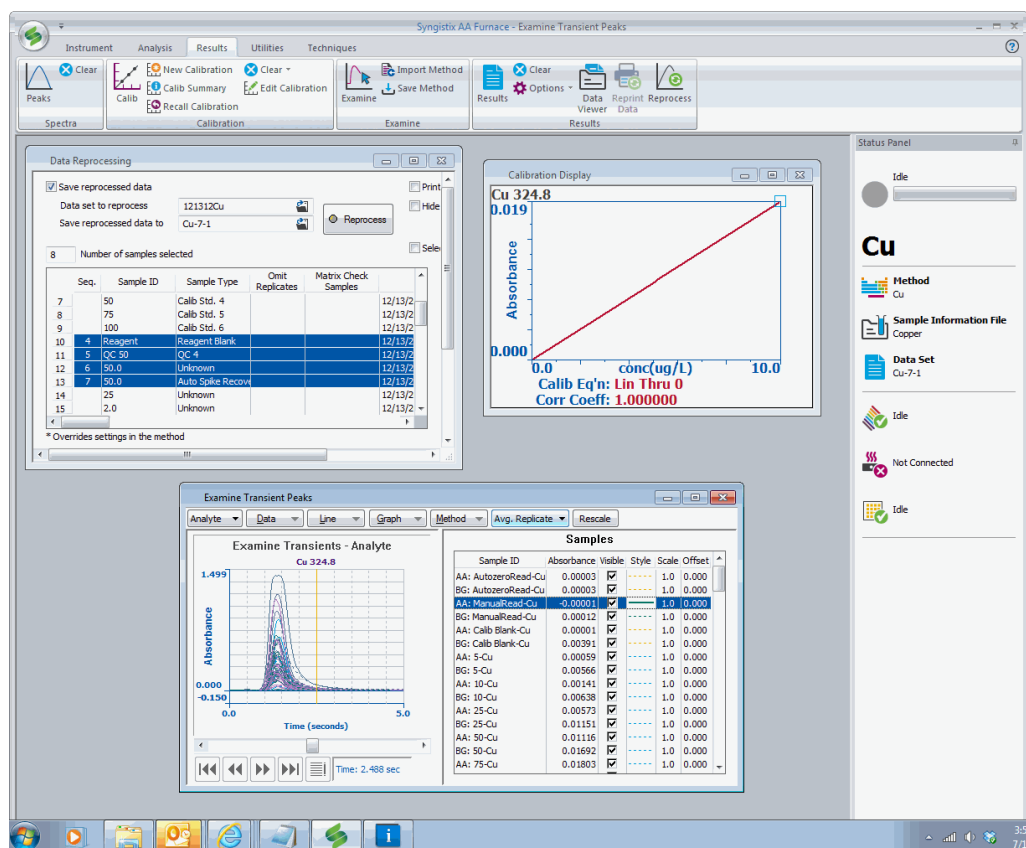 Syngistix AA Furnace - Examine Transient Peaks
Instrument Analysis Results Utilities Techniques
Peaks
Clear
Spectra
Calib
New Calibration
Calib Summary
Recall Calibration
Clear
Edit Calibration
Calibration
Examine
Import Method
Save Method
Examine
Results
Clear
Options
Data Viewer
Reprint Data
Reprocess
Results
Data Reprocessing
Save reprocessed data
Print
Data set to reprocess 121312Cu
Hide
Save reprocessed data to Cu-7-1
Reprocess
8 Number of samples selected
Seq. Sample ID Sample Type Omit Replicates Matrix Check Samples
7 50 Calib Std. 4 12/13/2
8 75 Calib Std. 5 12/13/2
9 100 Calib Std. 6 12/13/2
10 4 Reagent Reagent Blank 12/13/2
11 5 QC 50 QC 4 12/13/2
12 6 50.0 Unknown 12/13/2
13 7 50.0 Auto Spike Recove 12/13/2
14 25 Unknown 12/13/2
15 2.0 Unknown 12/13/2
* Overrides settings in the method
Calibration Display
Cu 324.8
0.019
Absorbance
0.000
0.0 conc(ug/L) 10.0
Calib Eq'n: Lin Thru 0
Corr Coeff: 1.000000
Status Panel
Idle
Cu
Method
Cu
Sample Information File
Copper
Data Set
Cu-7-1
Idle
Not Connected
Idle
Examine Transient Peaks
Analyte Data Line Graph Method Avg. Replicate Rescale
Examine Transients - Analyte
Cu 324.8
1.499
Absorbance
0.000
-0.150
0.0 5.0
Time (seconds)
Time: 2.488 sec
Samples
Sample ID Absorbance Visible Style Scale Offset
AA: AutozeroRead-Cu 0.00003 1.0 0.000
BG: AutozeroRead-Cu 0.00003 1.0 0.000
AA: ManualRead-Cu -0.00001 1.0 0.000
BG: ManualRead-Cu 0.00012 1.0 0.000
AA: Calib Blank-Cu 0.00001 1.0 0.000
BG: Calib Blank-Cu 0.00391 1.0 0.000
AA: 5-Cu 0.00059 1.0 0.000
BG: 5-Cu 0.00566 1.0 0.000
AA: 10-Cu 0.00141 1.0 0.000
BG: 10-Cu 0.00638 1.0 0.000
AA: 25-Cu 0.00573 1.0 0.000
BG: 25-Cu 0.01151 1.0 0.000
AA: 50-Cu 0.01116 1.0 0.000
BG: 50-Cu 0.01692 1.0 0.000
AA: 75-Cu 0.01803 1.0 0.000